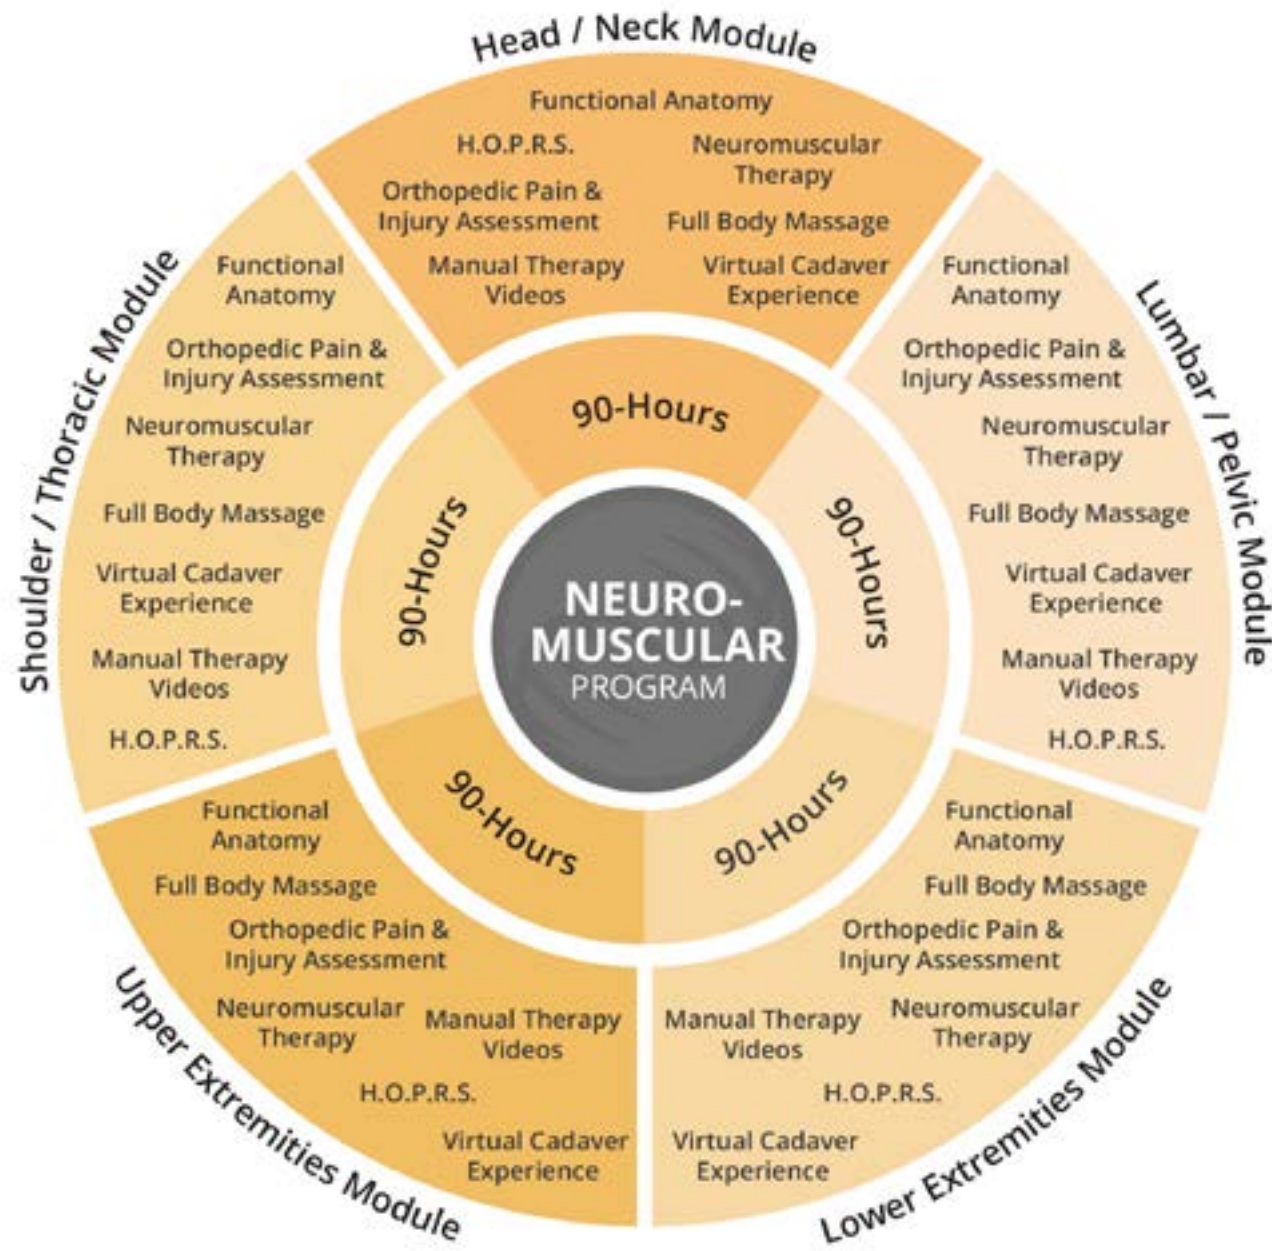 Head / Neck Module
Functional Anatomy
H.O.P.R.S.
Neuromuscular
Therapy
Orthopedic Pain &
Injury Assessment
Full Body Massage
Manual Therapy
Videos
Virtual Cadaver
Experience
90-Hours
Lumbar / Pelvic Module
Functional
Anatomy
Orthopedic Pain &
Injury Assessment
Neuromuscular
Therapy
Full Body Massage
Virtual Cadaver
Experience
Manual Therapy
Videos
H.O.P.R.S.
90-Hours
Lower Extremities Module
Functional
Anatomy
Full Body Massage
Orthopedic Pain &
Injury Assessment
Neuromuscular
Therapy
Manual Therapy
Videos
H.O.P.R.S.
Virtual Cadaver
Experience
90-Hours
Upper Extremities Module
Functional
Anatomy
Full Body Massage
Orthopedic Pain &
Injury Assessment
Neuromuscular
Therapy
Manual Therapy
Videos
H.O.P.R.S.
Virtual Cadaver
Experience
90-Hours
Shoulder / Thoracic Module
Functional
Anatomy
Orthopedic Pain &
Injury Assessment
Neuromuscular
Therapy
Full Body Massage
Virtual Cadaver
Experience
Manual Therapy
Videos
H.O.P.R.S.
90-Hours
NEURO-
MUSCULAR
PROGRAM